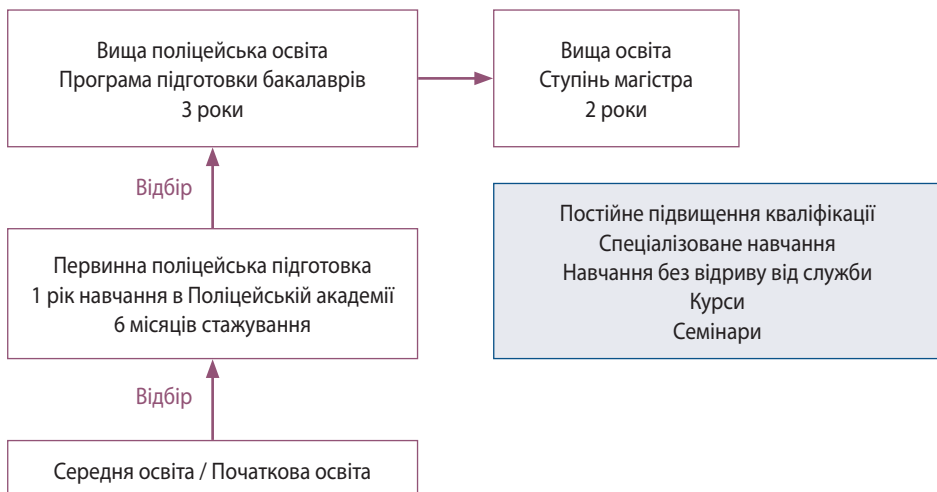 Вища поліцейська освіта
Програма підготовки бакалаврів
3 роки
Вища освіта
Ступінь магістра
2 роки
Відбір
Постійне підвищення кваліфікації
Спеціалізоване навчання
Навчання без відриву від служби
Курси
Семінари
Первинна поліцейська підготовка
1 рік навчання в Поліцейській академії
6 місяців стажування
Відбір
Середня освіта / Початкова освіта